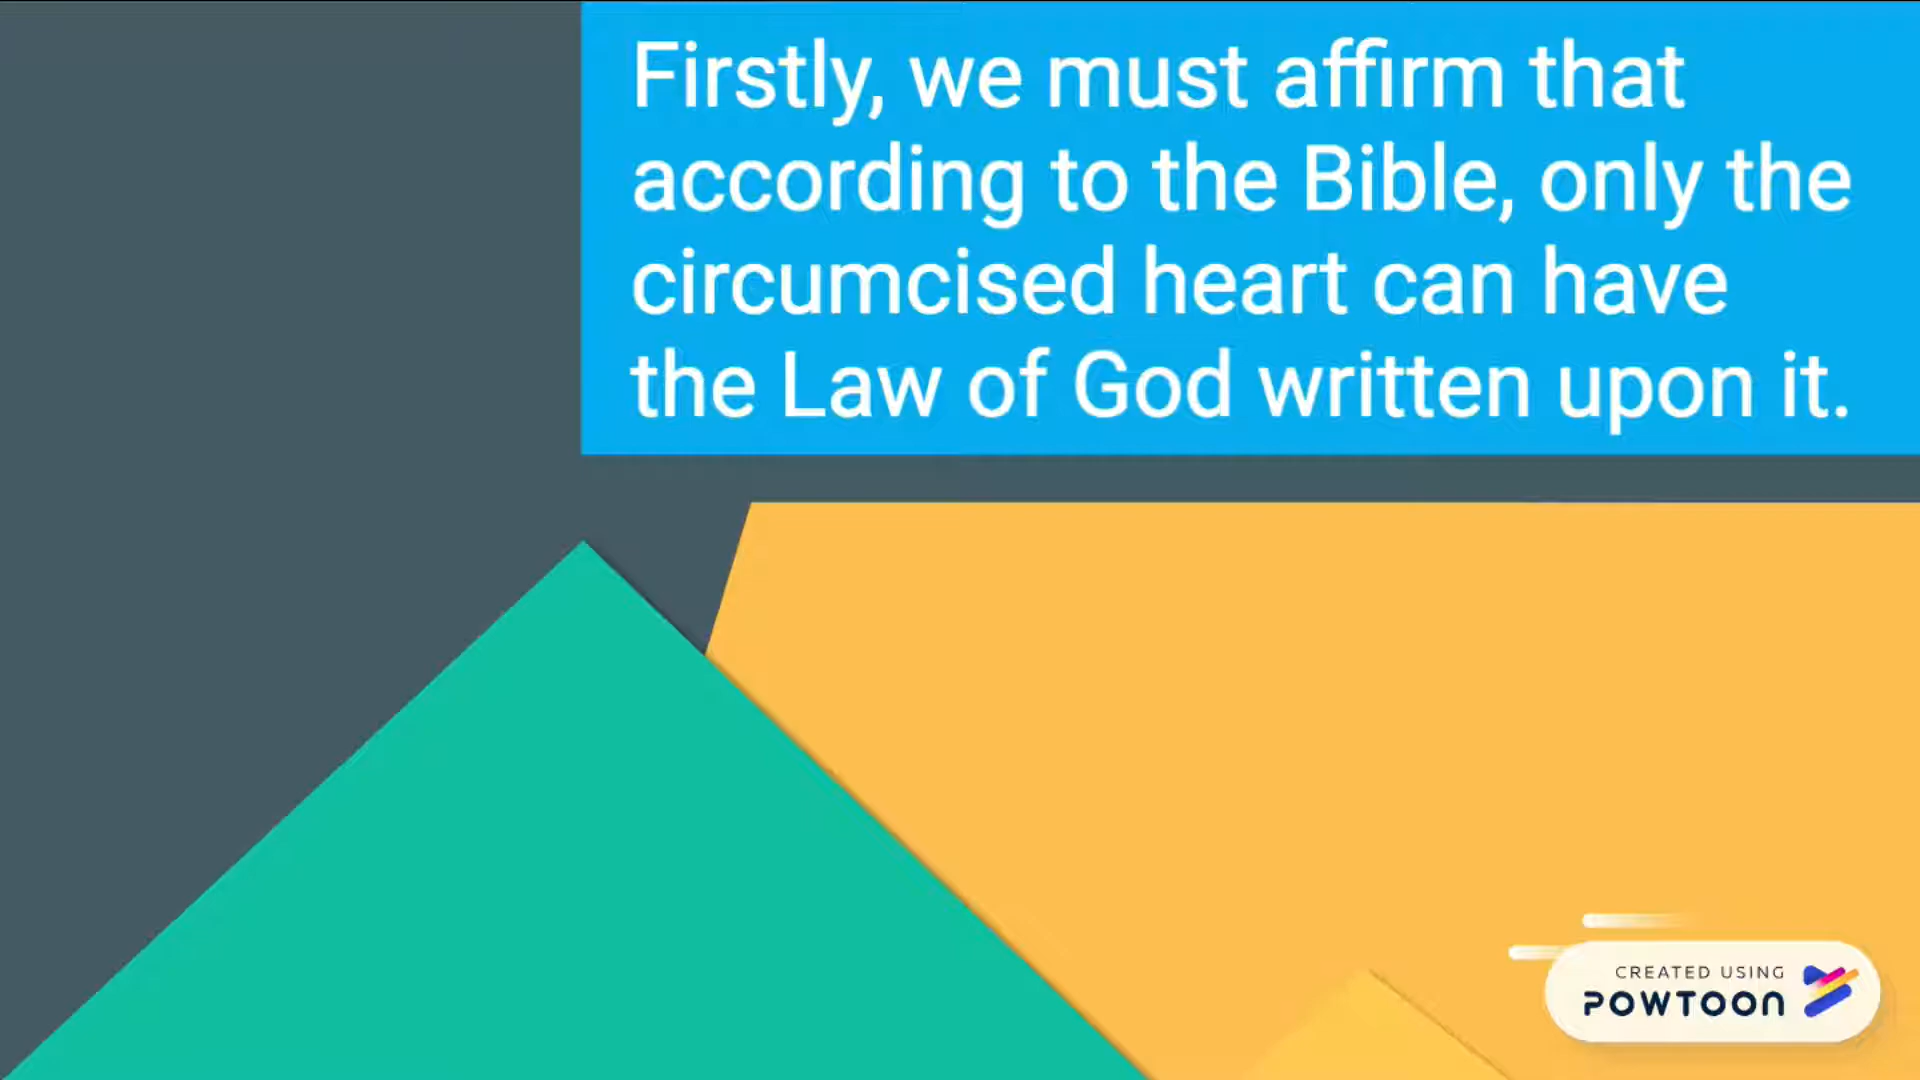 Firstly, we must affirm that
according to the Bible, only the
circumcised heart can have
the Law of God written upon it.
CREATED USING
POWTOON